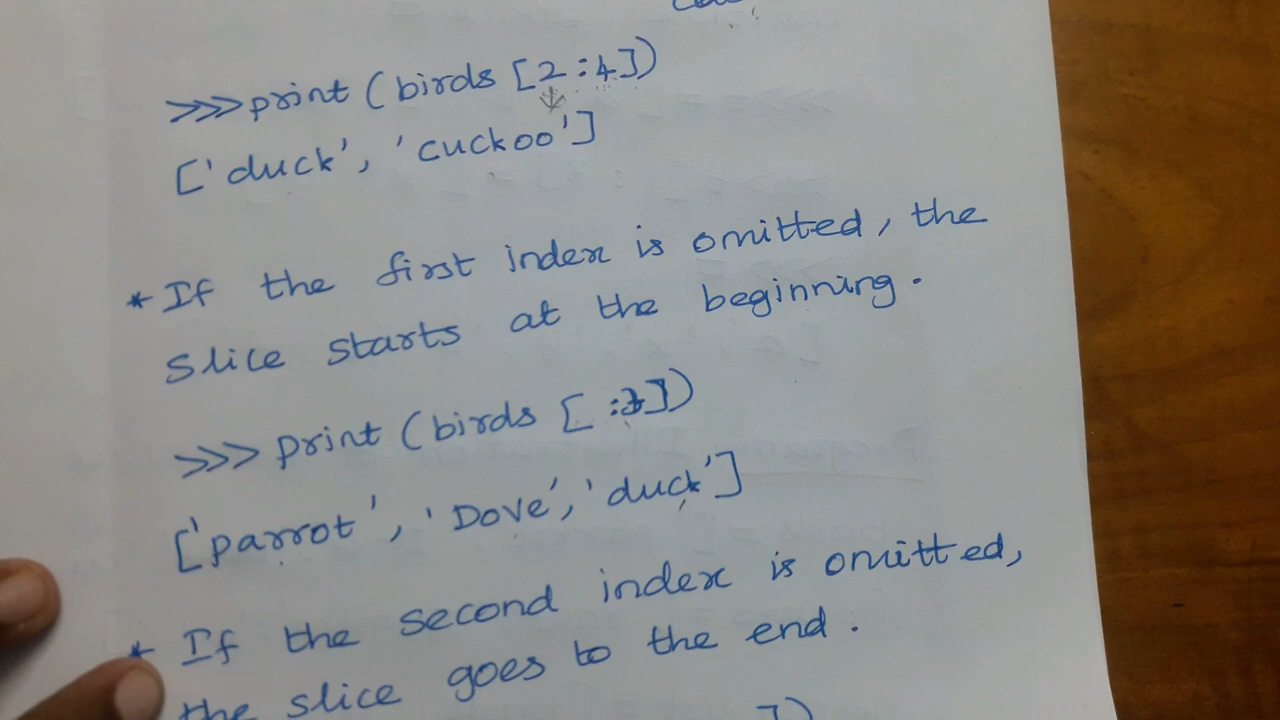 >>>print (birds [2:4])
['duck', 'cuckoo']
* If the first index is omitted, the
slice starts at the beginning.
>>> print (birds [ :3])
['parrot', 'Dove', 'duck']
* If the second index is omitted,
the slice goes to the end.
])